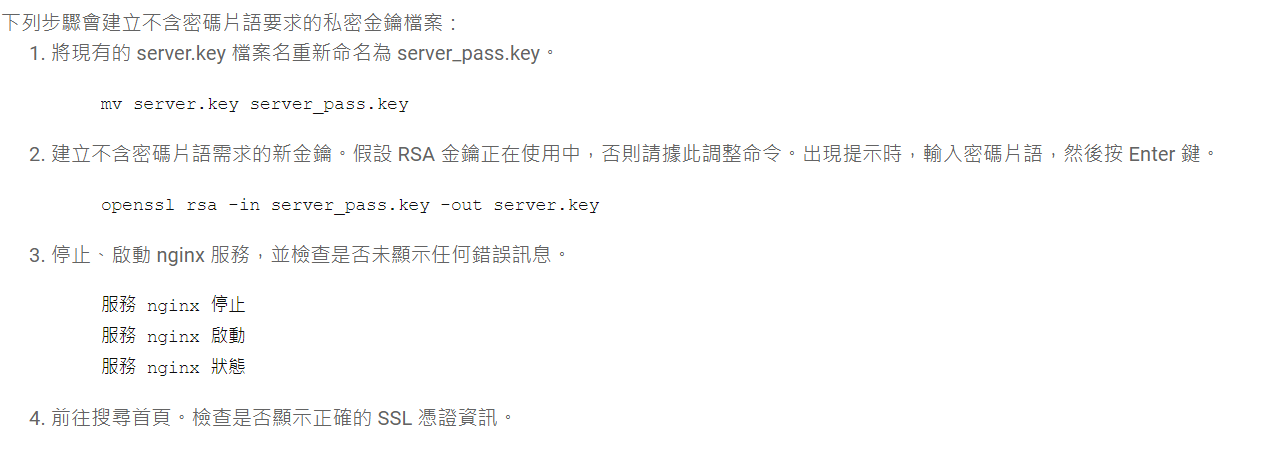 下列步驟會建立不含密碼片語要求的私密金鑰檔案：
1. 將現有的 server.key 檔案名重新命名為 server_pass.key。
mv server.key server_pass.key
2. 建立不含密碼片語需求的新金鑰。假設 RSA 金鑰正在使用中，否則請據此調整命令。出現提示時，輸入密碼片語，然後按 Enter 鍵。
openssl rsa -in server_pass.key -out server.key
3. 停止、啟動 nginx 服務，並檢查是否未顯示任何錯誤訊息。
服務 nginx 停止
服務 nginx 啟動
服務 nginx 狀態
4. 前往搜尋首頁。檢查是否顯示正確的 SSL 憑證資訊。